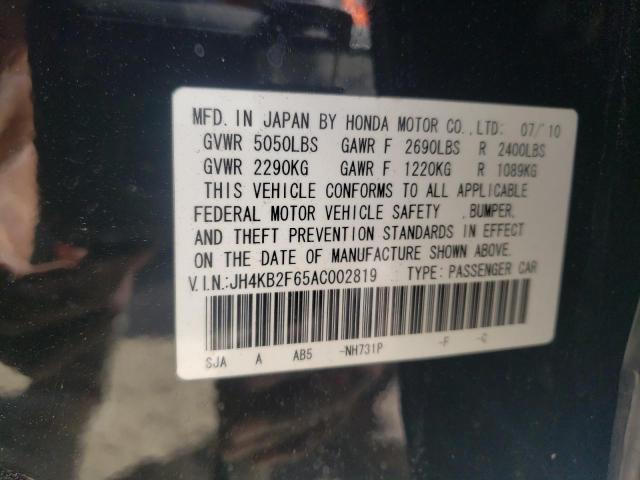 MFD. IN JAPAN BY HONDA MOTOR CO., LTD: 07/'10
GVWR 5050LBS GAWR F 2690LBS R 2400LBS
GVWR 2290KG GAWR F 1220KG R 1089KG
THIS VEHICLE CONFORMS TO ALL APPLICABLE
FEDERAL MOTOR VEHICLE SAFETY , BUMPER,
AND THEFT PREVENTION STANDARDS IN EFFECT
ON THE DATE OF MANUFACTURE SHOWN ABOVE.
V.I.N.:JH4KB2F65AC002819 TYPE: PASSENGER CAR
SJA A AB5 -NH731P -F -C